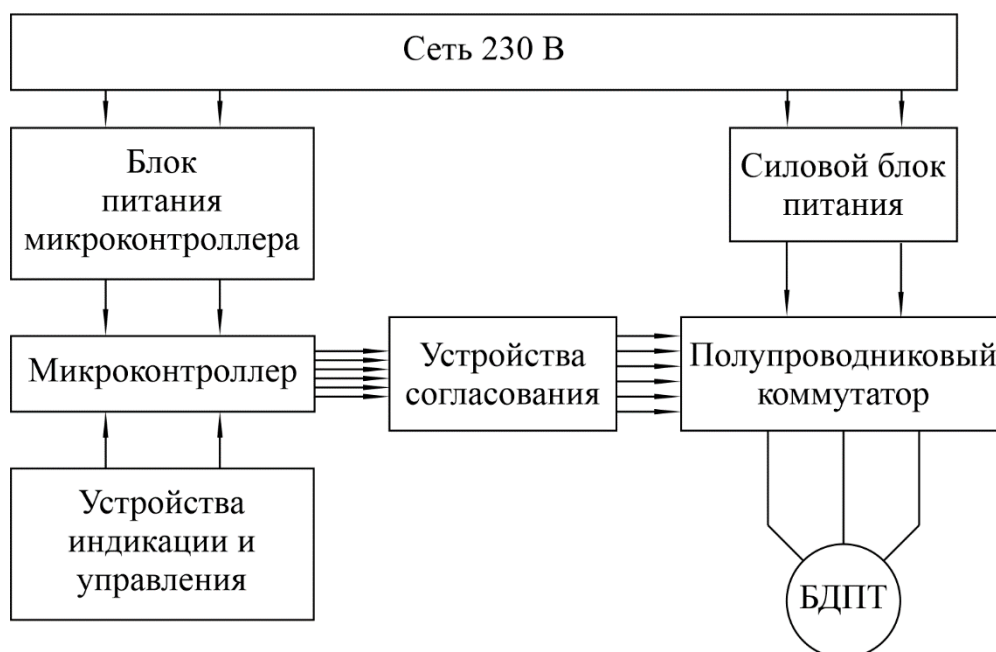 Сеть 230 В
Блок
питания
микроконтроллера
Силовой блок
питания
Микроконтроллер
Устройства
согласования
Полупроводниковый
коммутатор
Устройства
индикации и
управления
БДПТ